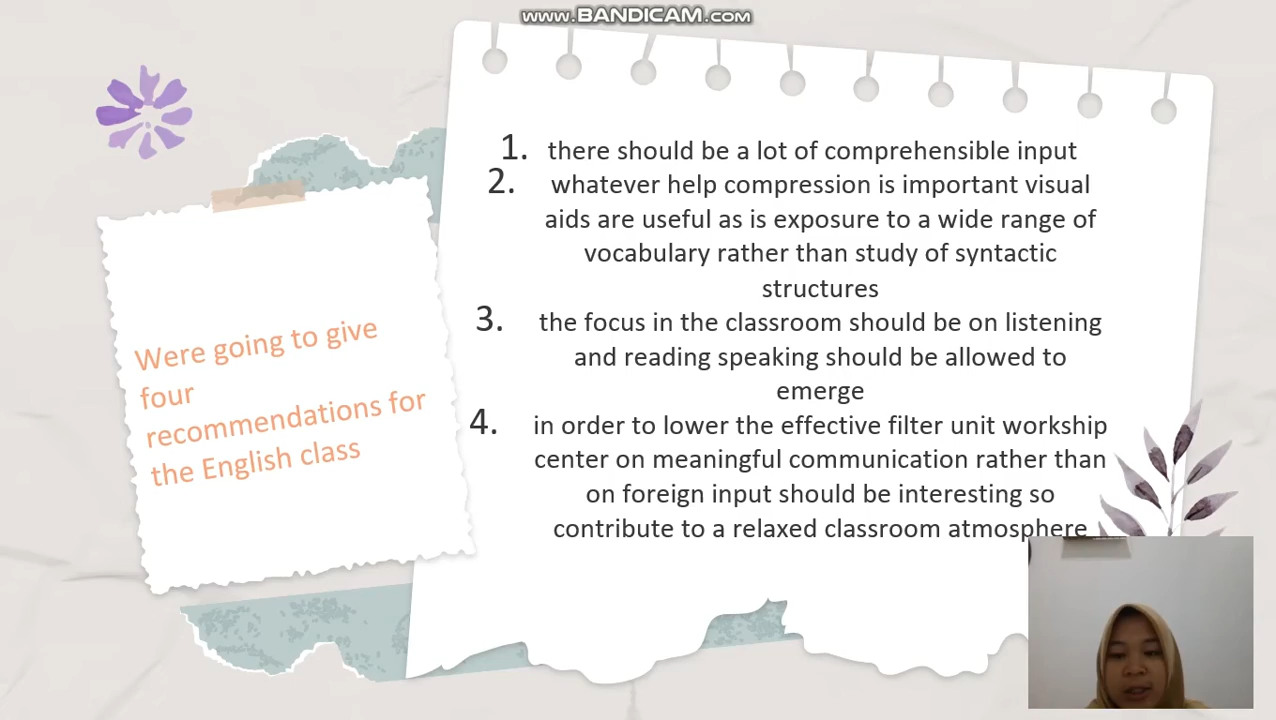 www.BANDICAM.com
Were going to give
four
recommendations for
the English class
1. there should be a lot of comprehensible input
2. whatever help compression is important visual
aids are useful as is exposure to a wide range of
vocabulary rather than study of syntactic
structures
3. the focus in the classroom should be on listening
and reading speaking should be allowed to
emerge
4. in order to lower the effective filter unit workship
center on meaningful communication rather than
on foreign input should be interesting so
contribute to a relaxed classroom atmosphere